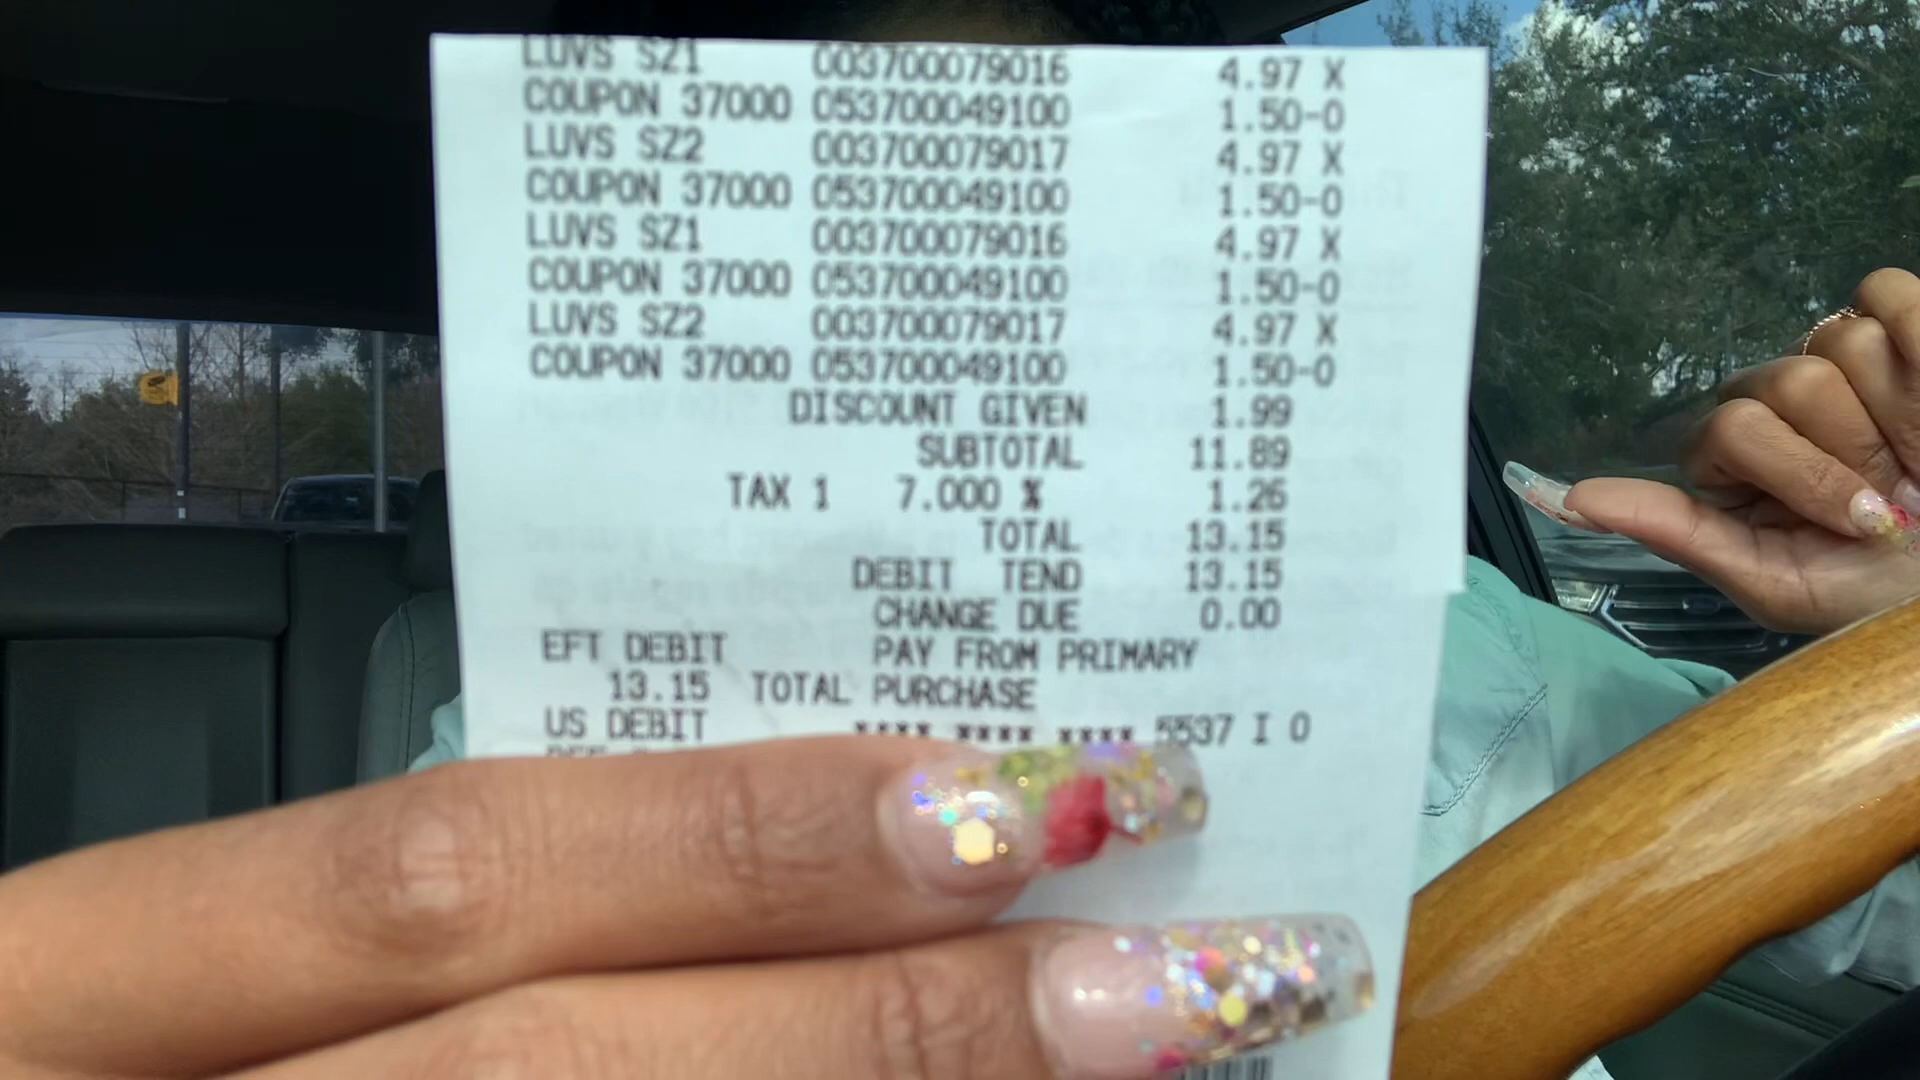 LUVS SZ1 003700079016 4.97 X
COUPON 37000 053700049100 1.50-0
LUVS SZ2 003700079017 4.97 X
COUPON 37000 053700049100 1.50-0
LUVS SZ1 003700079016 4.97 X
COUPON 37000 053700049100 1.50-0
LUVS SZ2 003700079017 4.97 X
COUPON 37000 053700049100 1.50-0
DISCOUNT GIVEN 1.99
SUBTOTAL 11.89
TAX 1 7.000 % 1.26
TOTAL 13.15
DEBIT TEND 13.15
CHANGE DUE 0.00
EFT DEBIT PAY FROM PRIMARY
13.15 TOTAL PURCHASE
US DEBIT **** **** **** 5537 I 0